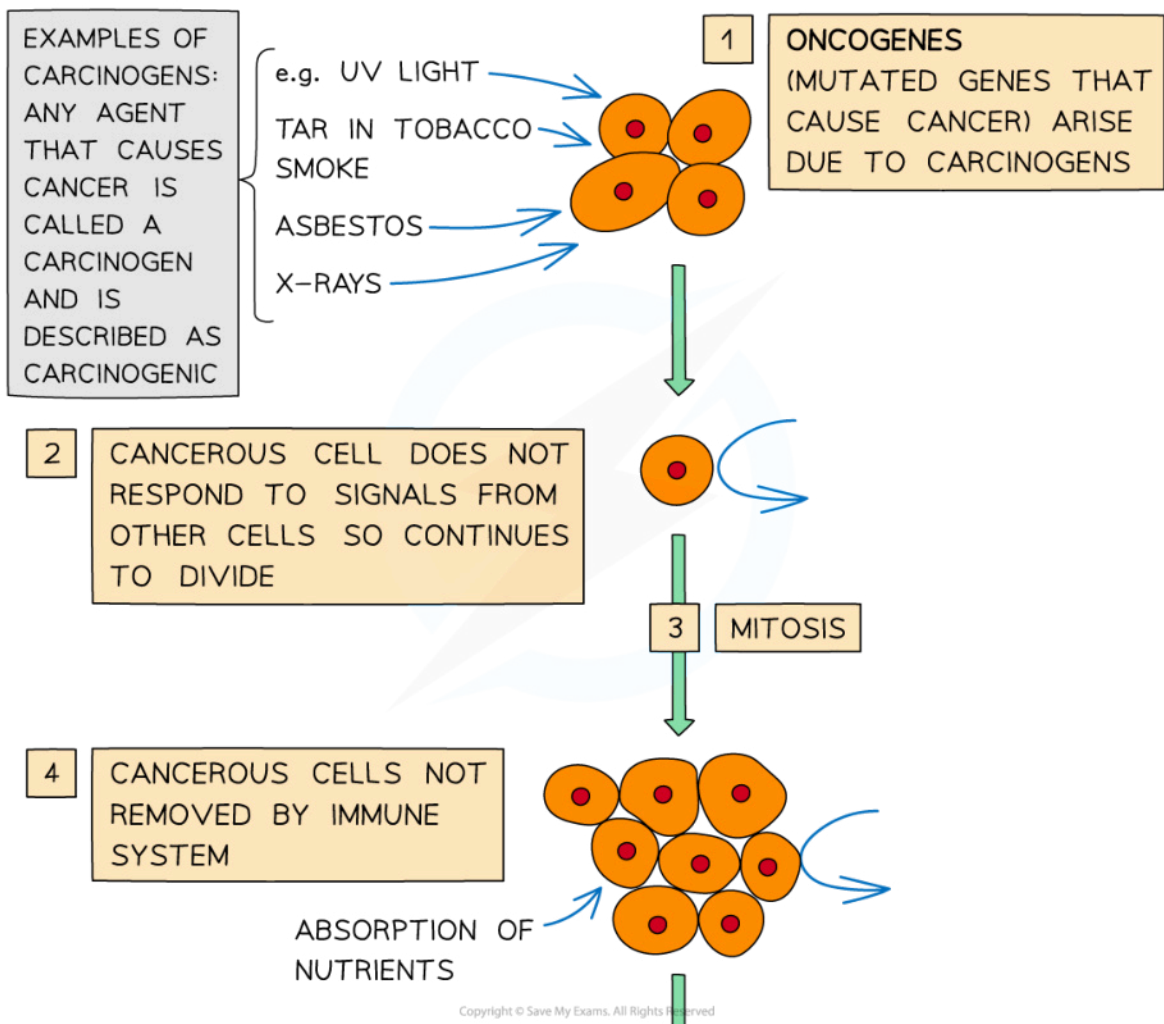 EXAMPLES OF
CARCINOGENS:
ANY AGENT
THAT CAUSES
CANCER IS
CALLED A
CARCINOGEN
AND IS
DESCRIBED AS
CARCINOGENIC
e.g. UV LIGHT
TAR IN TOBACCO
SMOKE
ASBESTOS
X-RAYS
1
ONCOGENES
(MUTATED GENES THAT
CAUSE CANCER) ARISE
DUE TO CARCINOGENS
2
CANCEROUS CELL DOES NOT
RESPOND TO SIGNALS FROM
OTHER CELLS SO CONTINUES
TO DIVIDE
3
MITOSIS
4
CANCEROUS CELLS NOT
REMOVED BY IMMUNE
SYSTEM
ABSORPTION OF
NUTRIENTS
Copyright © Save My Exams. All Rights Reserved